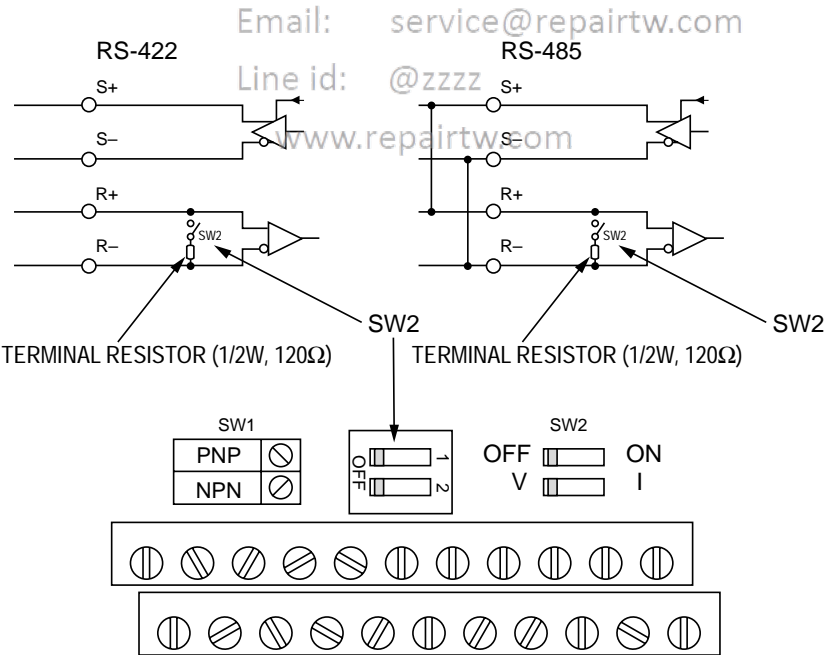 Email: service@repairtw.com
RS-422
RS-485
Line id: @zzzz
S+
S+
www.repairtw.com
S–
S–
R+
R+
SW2
SW2
R–
R–
SW2
SW2
TERMINAL RESISTOR (1/2W, 120Ω)
TERMINAL RESISTOR (1/2W, 120Ω)
SW1
SW2
PNP
NPN
OFF
1
2
OFF
ON
V
I